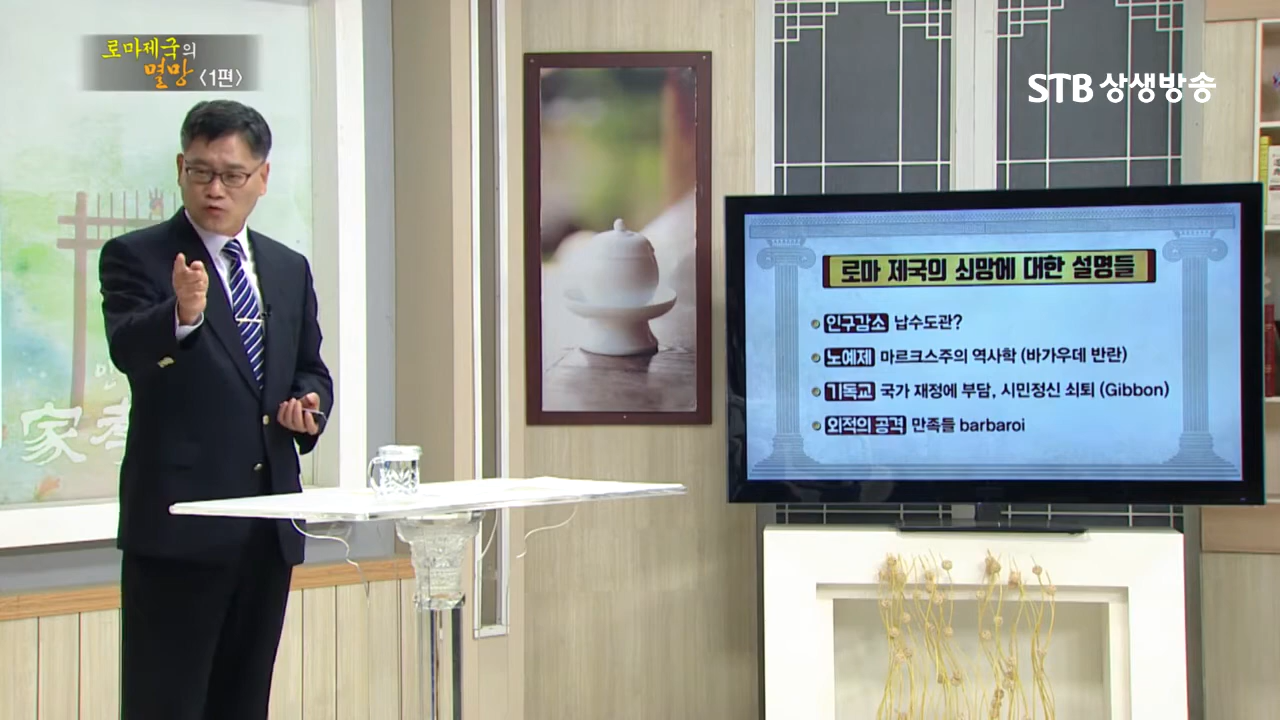 로마제국의
멸망 〈1편〉
STB 상생방송
로마 제국의 쇠망에 대한 설명들
인구감소 납수도관?
노예제 마르크스주의 역사학 (바가우데 반란)
기독교 국가 재정에 부담, 시민정신 쇠퇴 (Gibbon)
외적의 공격 만족들 barbaroi
家